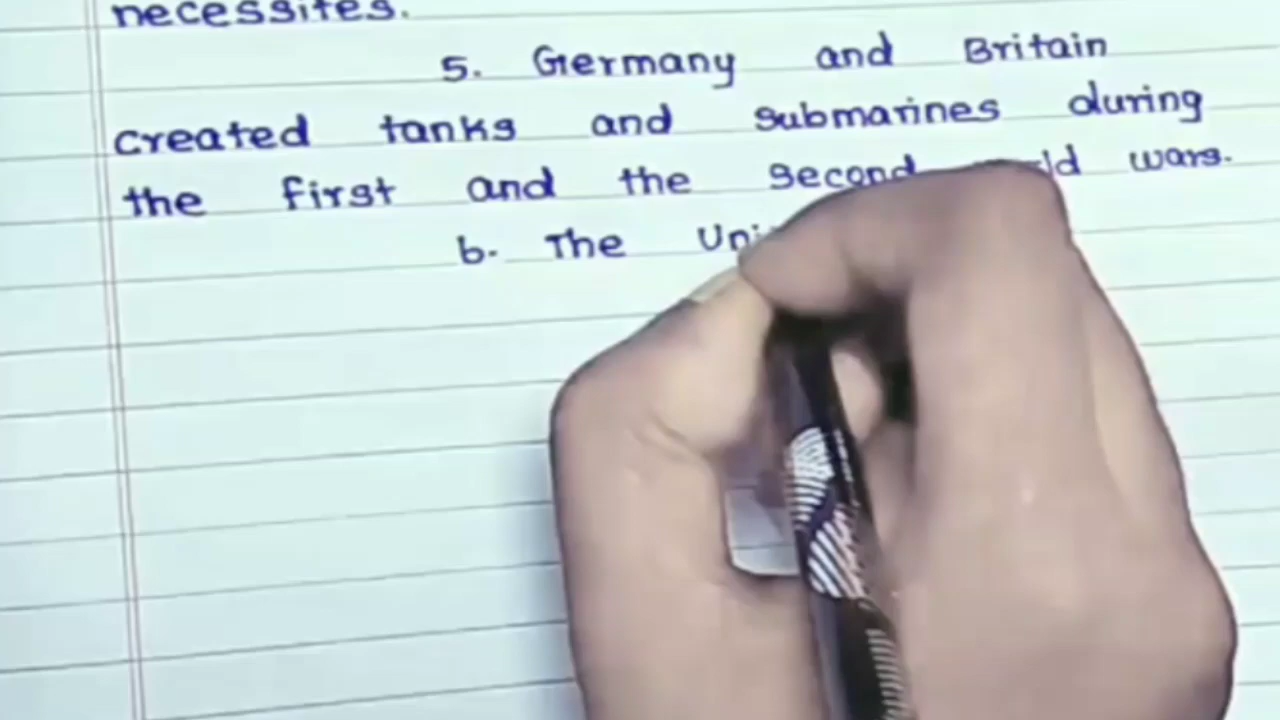 necessites.
5. Germany and Britain
created tanks and submarines during
the first and the second wars.
6. The